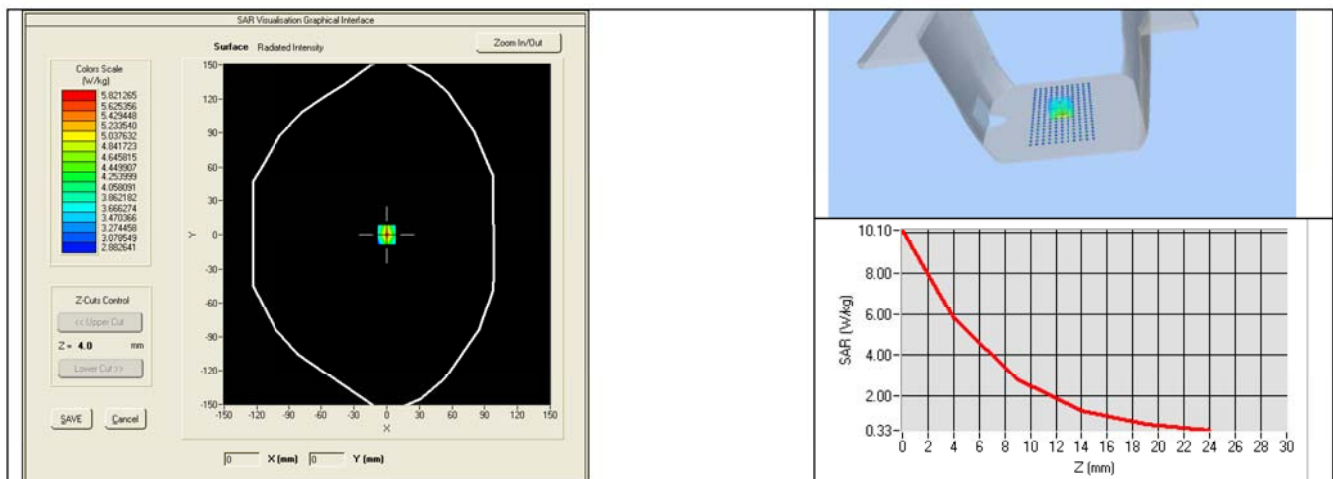 SAR Visualisation Graphical Interface
Surface Radiated Intensity
Zoom In/Out
Colors Scale
(W/kg)
5.821265
5.625356
5.429448
5.233540
5.037632
4.841723
4.645815
4.449907
4.253999
4.058091
3.862182
3.666274
3.470366
3.274458
3.078549
2.882641
Z-Cuts Control
<< Upper Cut
Z = 4.0 mm
Lower Cut >>
SAVE Cancel
150
120
90
60
30
0
-30
-60
-90
-120
-150
Y
-150 -120 -90 -60 -30 0 30 60 90 120 150
X
0 X (mm) 0 Y (mm)
10.10
8.00
6.00
4.00
2.00
0.33
SAR (W/kg)
0 2 4 6 8 10 12 14 16 18 20 22 24 26 28 30
Z (mm)